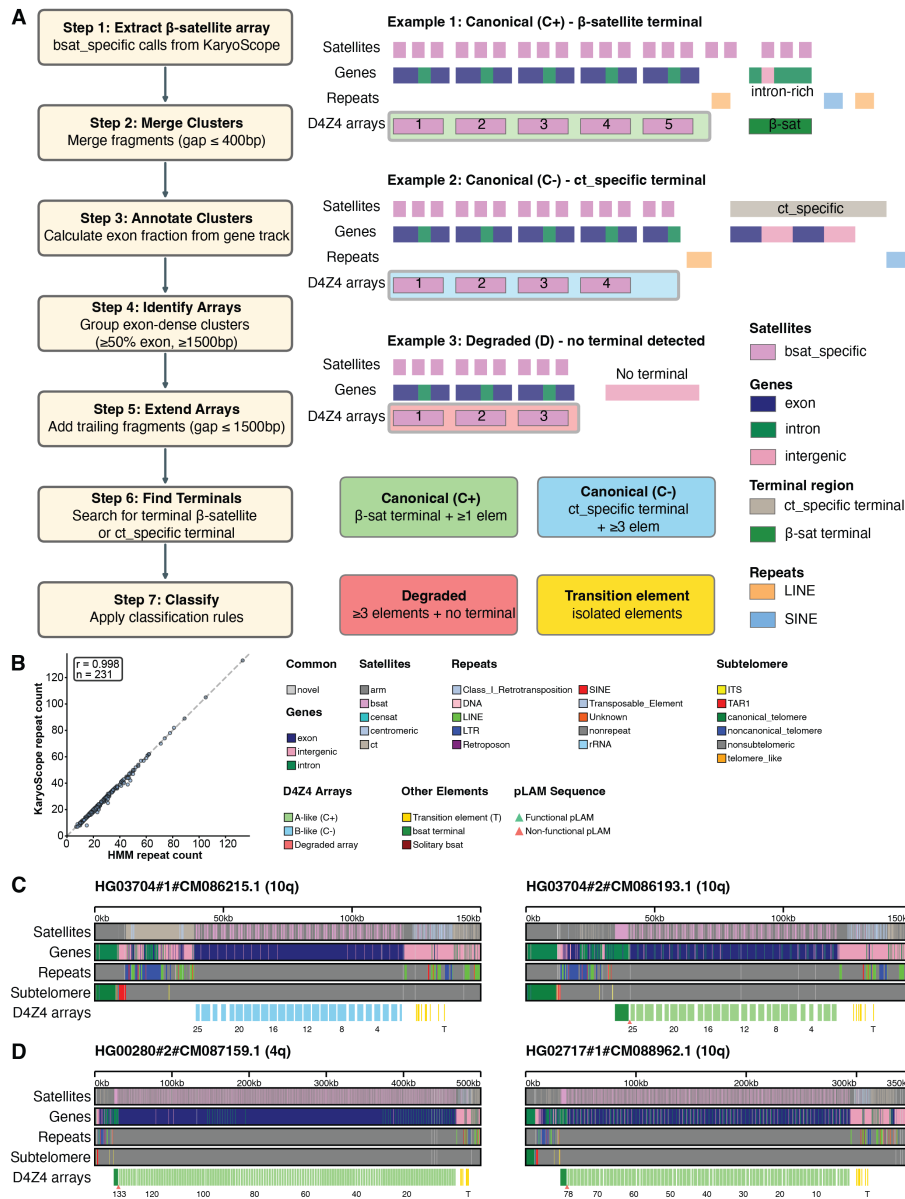 A
Step 1: Extract β-satellite array
bsat_specific calls from KaryoScope
Step 2: Merge Clusters
Merge fragments (gap ≤ 400bp)
Step 3: Annotate Clusters
Calculate exon fraction from gene track
Step 4: Identify Arrays
Group exon-dense clusters
(≥50% exon, ≥1500bp)
Step 5: Extend Arrays
Add trailing fragments (gap ≤ 1500bp)
Step 6: Find Terminals
Search for terminal β-satellite
or ct_specific terminal
Step 7: Classify
Apply classification rules
Example 1: Canonical (C+) - β-satellite terminal
Satellites
Genes
intron-rich
Repeats
D4Z4 arrays 1 2 3 4 5 β-sat
Example 2: Canonical (C-) - ct_specific terminal
Satellites ct_specific
Genes
Repeats
D4Z4 arrays 1 2 3 4
Example 3: Degraded (D) - no terminal detected
Satellites No terminal
Genes
D4Z4 arrays 1 2 3
Canonical (C+)
β-sat terminal + ≥1 elem
Canonical (C-)
ct_specific terminal
+ ≥3 elem
Degraded
≥3 elements + no terminal
Transition element
isolated elements
Satellites
bsat_specific
Genes
exon
intron
intergenic
Terminal region
ct_specific terminal
β-sat terminal
Repeats
LINE
SINE
B
r = 0.998
n = 231
KaryoScope repeat count
120
100
80
60
40
20
0
0 20 40 60 80 100 120
HMM repeat count
Common
novel
Genes
exon
intergenic
intron
Satellites
arm
bsat
censat
centromeric
ct
Repeats
Class_I_Retrotransposition
DNA
LINE
LTR
Retroposon
SINE
Transposable_Element
Unknown
nonrepeat
rRNA
Subtelomere
ITS
TAR1
canonical_telomere
noncanonical_telomere
nonsubtelomeric
telomere_like
D4Z4 Arrays
A-like (C+)
B-like (C-)
Degraded array
Other Elements
Transition element (T)
bsat terminal
Solitary bsat
pLAM Sequence
Functional pLAM
Non-functional pLAM
C
HG03704#1#CM086215.1 (10q)
0kb 50kb 100kb 150kb
Satellites
Genes
Repeats
Subtelomere
D4Z4 arrays
25 20 16 12 8 4 T
HG03704#2#CM086193.1 (10q)
0kb 50kb 100kb 150kb
25 20 16 12 8 4 T
D
HG00280#2#CM087159.1 (4q)
0kb 100kb 200kb 300kb 400kb 500kb
Satellites
Genes
Repeats
Subtelomere
D4Z4 arrays
133 120 100 80 60 40 20 T
HG02717#1#CM088962.1 (10q)
0kb 100kb 200kb 300kb 350k
78 70 60 50 40 30 20 10 T